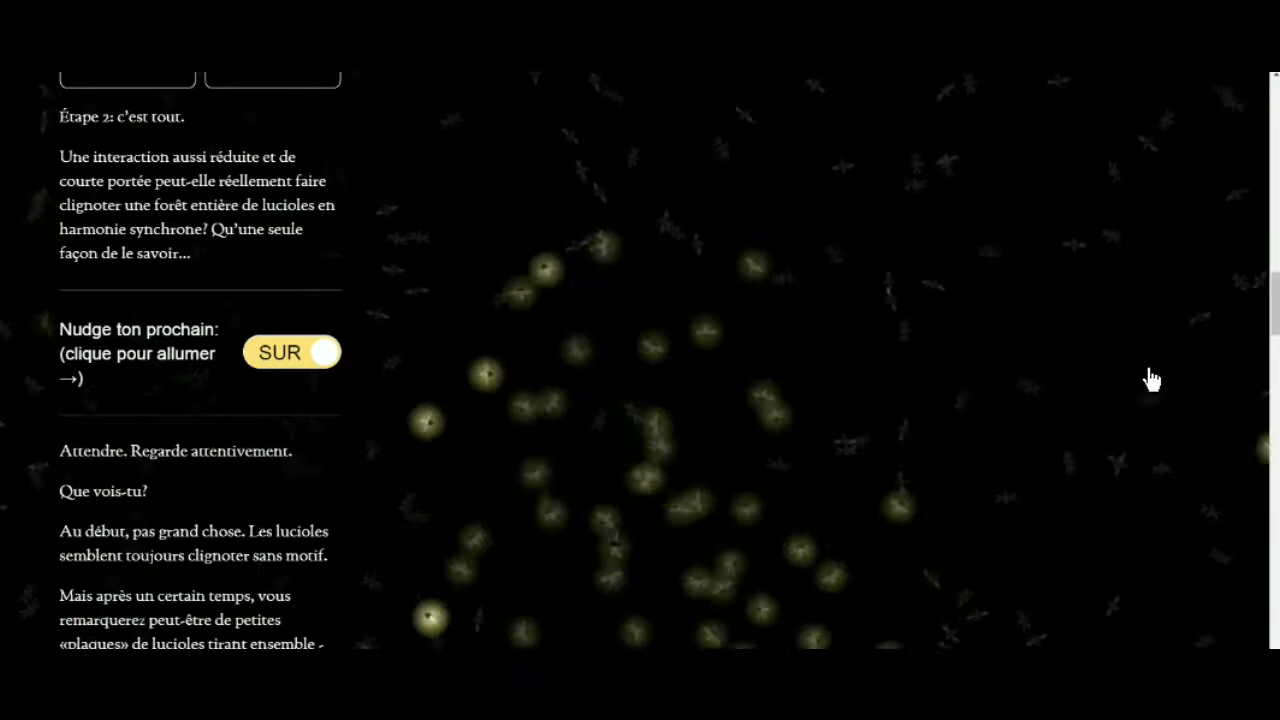 Étape 2: c'est tout.
Une interaction aussi réduite et de
courte portée peut-elle réellement faire
clignoter une forêt entière de lucioles en
harmonie synchrone? Qu'une seule
façon de le savoir...
Nudge ton prochain:
(clique pour allumer
→)
SUR
Attendre. Regarde attentivement.
Que vois-tu?
Au début, pas grand chose. Les lucioles
semblent toujours clignoter sans motif.
Mais après un certain temps, vous
remarquerez peut-être de petites
«plaques» de lucioles tirant ensemble -